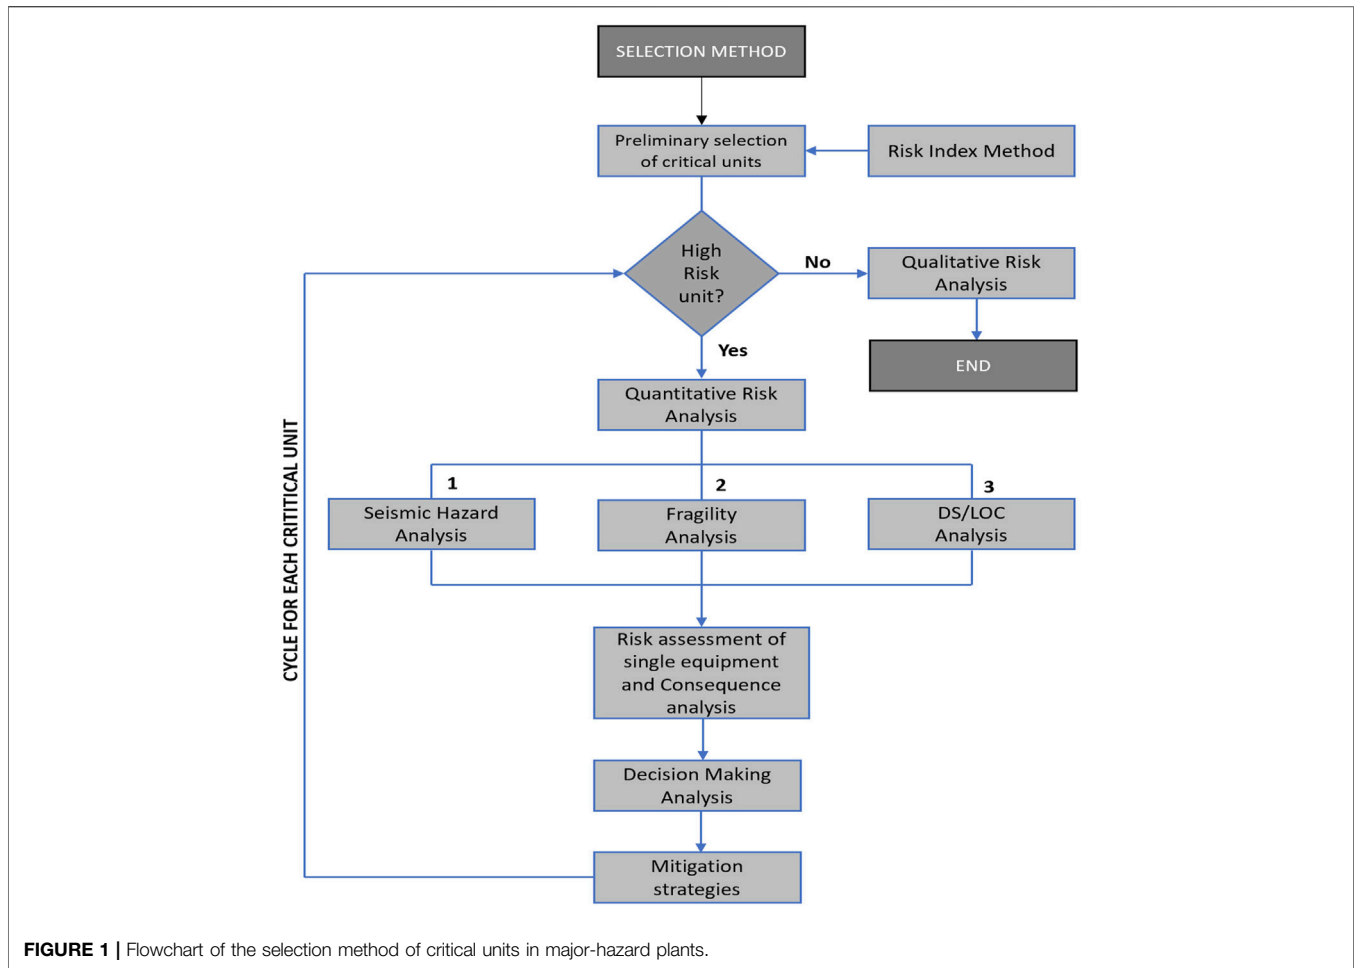 SELECTION METHOD
Preliminary selection
of critical units
Risk Index Method
High
Risk
unit?
No
Qualitative Risk
Analysis
Yes
END
Quantitative Risk
Analysis
CYCLE FOR EACH CRITITICAL UNIT
1
2
3
Seismic Hazard
Analysis
Fragility
Analysis
DS/LOC
Analysis
Risk assessment of
single equipment
and Consequence
analysis
Decision Making
Analysis
Mitigation
strategies
FIGURE 1 | Flowchart of the selection method of critical units in major-hazard plants.